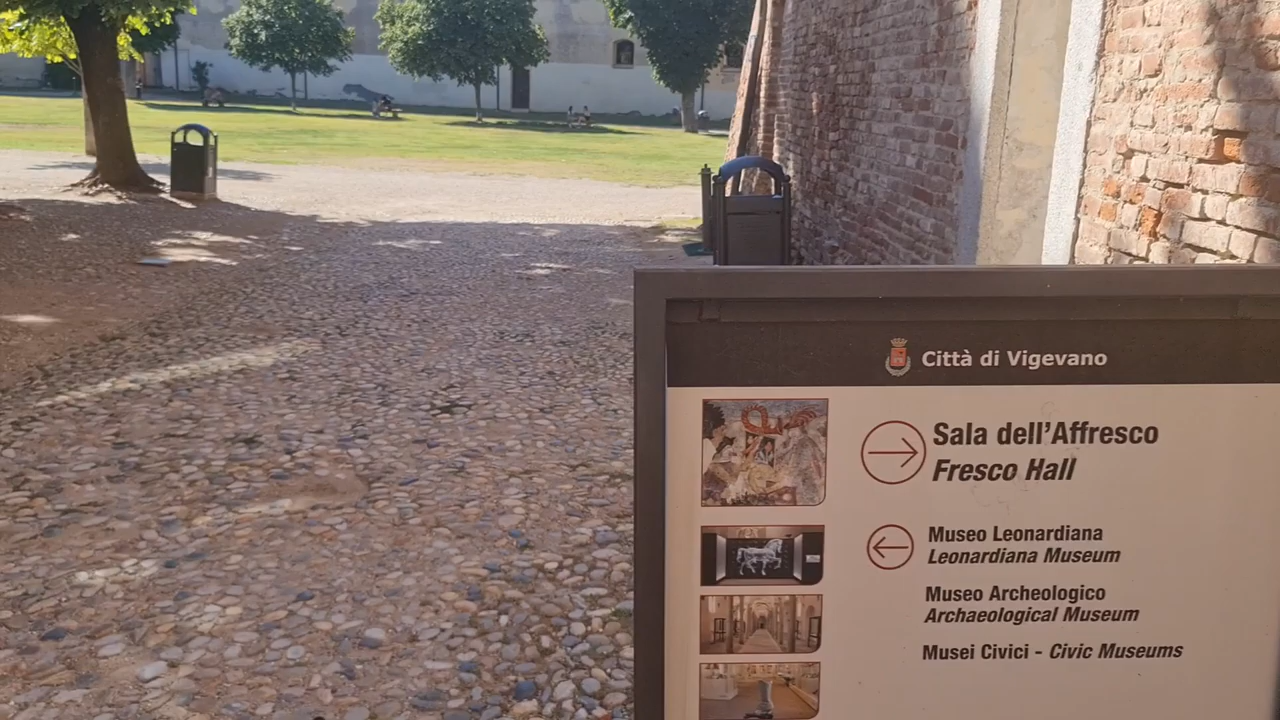 Città di Vigevano
Sala dell'Affresco
Fresco Hall
Museo Leonardiana
Leonardiana Museum
Museo Archeologico
Archaeological Museum
Musei Civici - Civic Museums